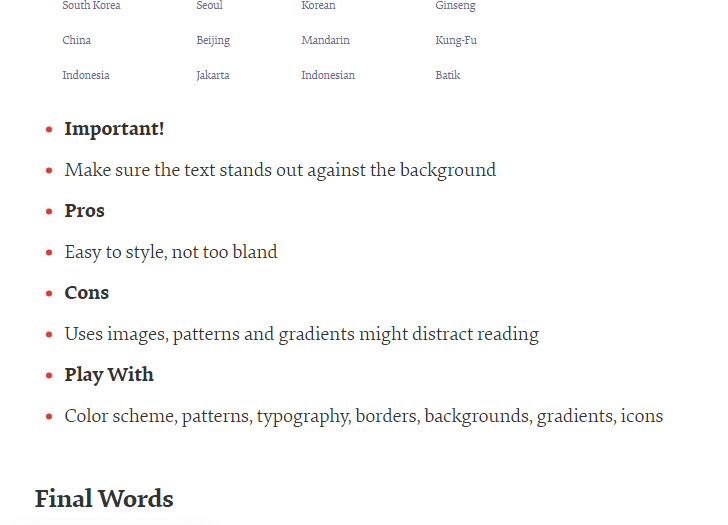 South Korea Seoul Korean Ginseng
China Beijing Mandarin Kung-Fu
Indonesia Jakarta Indonesian Batik
Important!
Make sure the text stands out against the background
Pros
Easy to style, not too bland
Cons
Uses images, patterns and gradients might distract reading
Play With
Color scheme, patterns, typography, borders, backgrounds, gradients, icons
Final Words